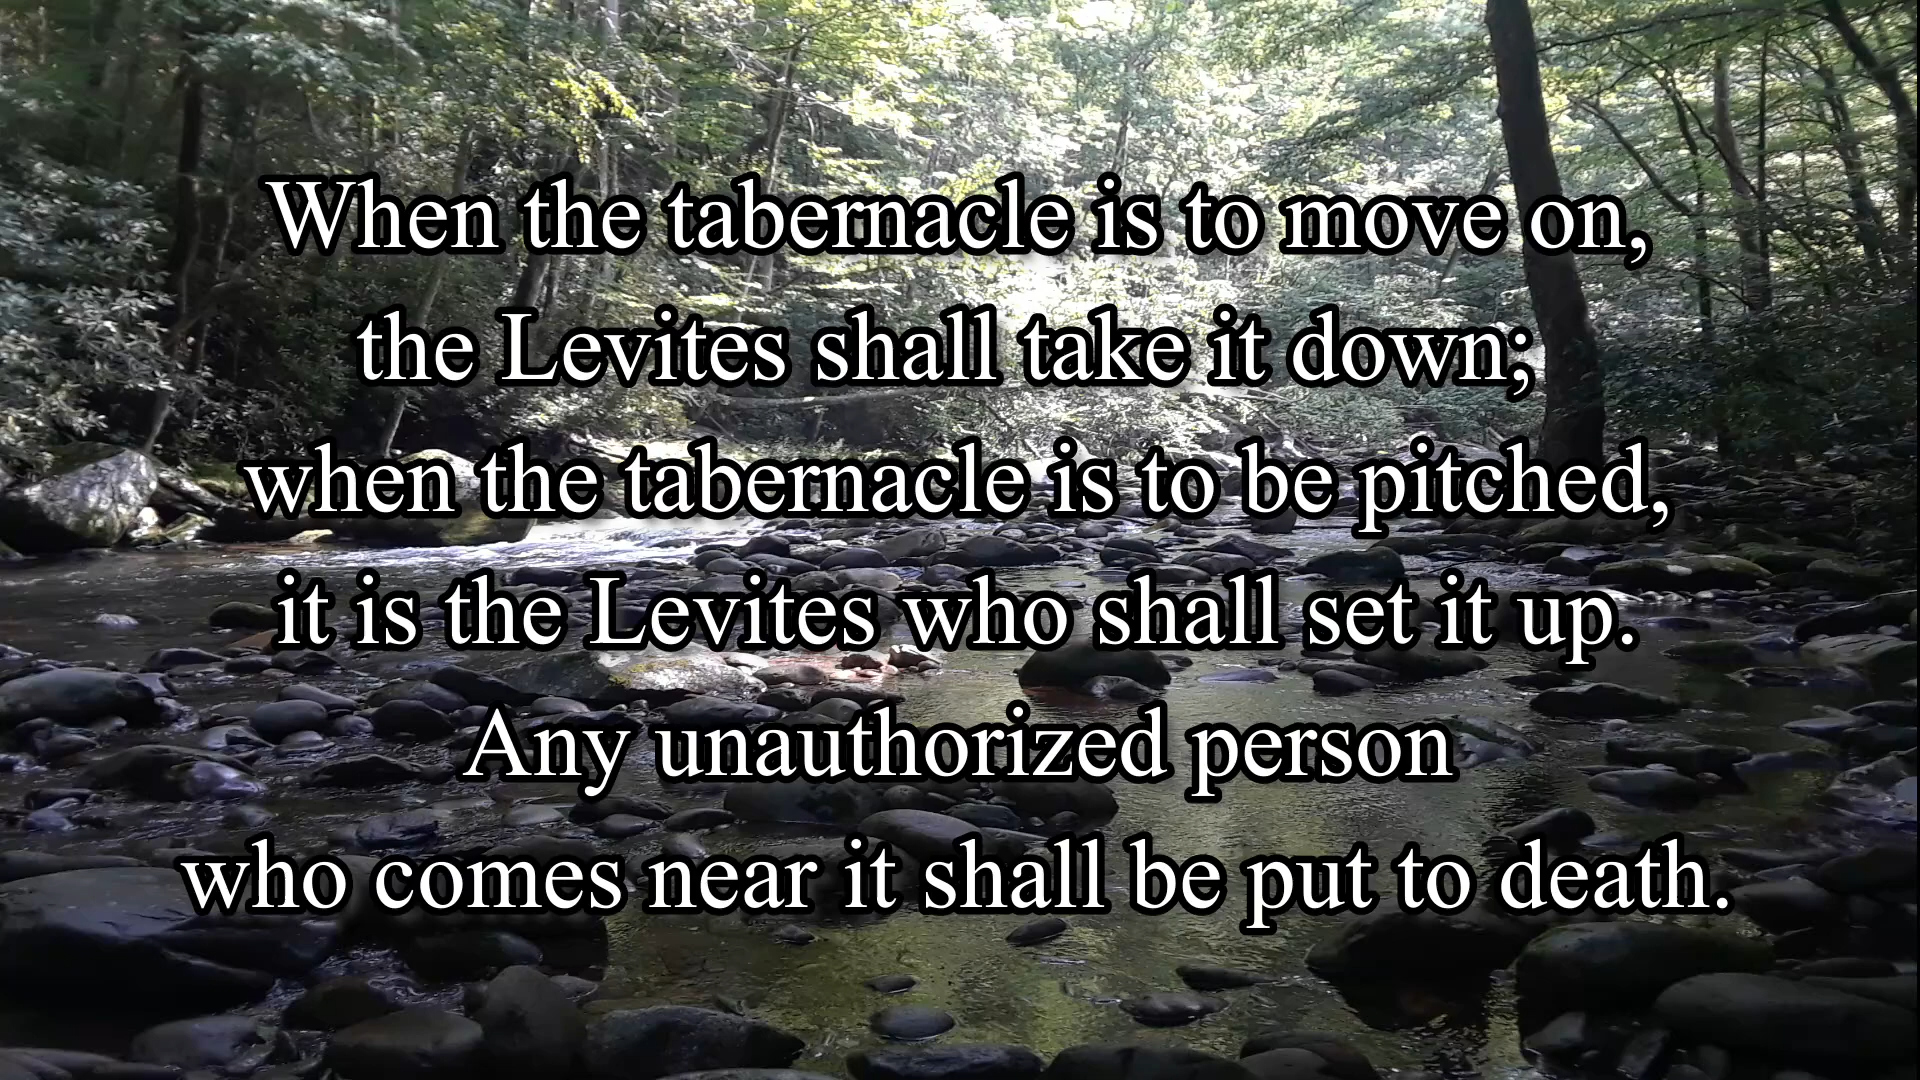 When the tabernacle is to move on,
the Levites shall take it down;
when the tabernacle is to be pitched,
it is the Levites who shall set it up.
Any unauthorized person
who comes near it shall be put to death.